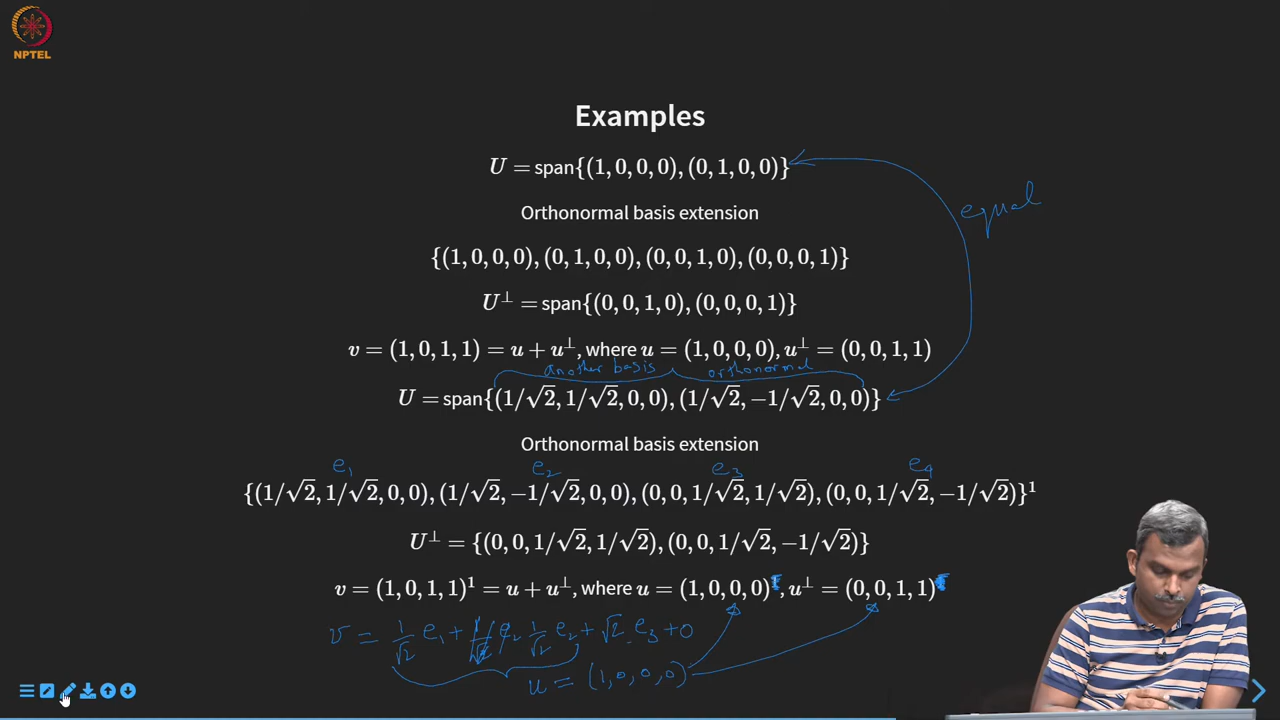 NPTEL
Examples
U = span{(1, 0, 0, 0), (0, 1, 0, 0)}
equal
Orthonormal basis extension
{(1, 0, 0, 0), (0, 1, 0, 0), (0, 0, 1, 0), (0, 0, 0, 1)}
U⊥ = span{(0, 0, 1, 0), (0, 0, 0, 1)}
v = (1, 0, 1, 1) = u + u⊥, where u = (1, 0, 0, 0), u⊥ = (0, 0, 1, 1)
another basis orthonormal
U = span{(1/√2, 1/√2, 0, 0), (1/√2, −1/√2, 0, 0)}
Orthonormal basis extension
e₁ e₂ e₃ e₄
{(1/√2, 1/√2, 0, 0), (1/√2, −1/√2, 0, 0), (0, 0, 1/√2, 1/√2), (0, 0, 1/√2, −1/√2)}¹
U⊥ = {(0, 0, 1/√2, 1/√2), (0, 0, 1/√2, −1/√2)}
v = (1, 0, 1, 1)¹ = u + u⊥, where u = (1, 0, 0, 0), u⊥ = (0, 0, 1, 1)
v = 1/√2 e₁ + 1/√2 e₂ + √2 . e₃ + 0
u = (1, 0, 0, 0)